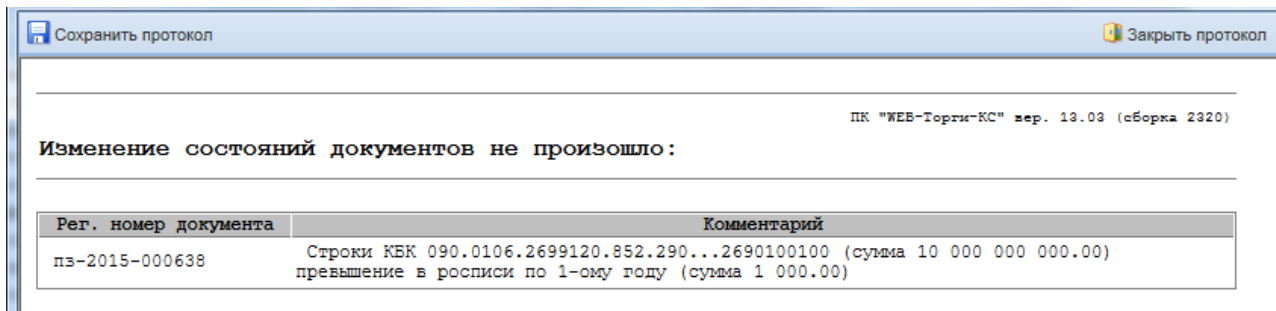 Сохранить протокол Закрыть протокол
ПК "WEB-Торги-КС" вер. 13.03 (сборка 2320)
Изменение состояний документов не произошло:
Рег. номер документа Комментарий
пз-2015-000638 Строки КБК 090.0106.2699120.852.290...2690100100 (сумма 10 000 000 000.00)
превышение в росписи по 1-ому году (сумма 1 000.00)